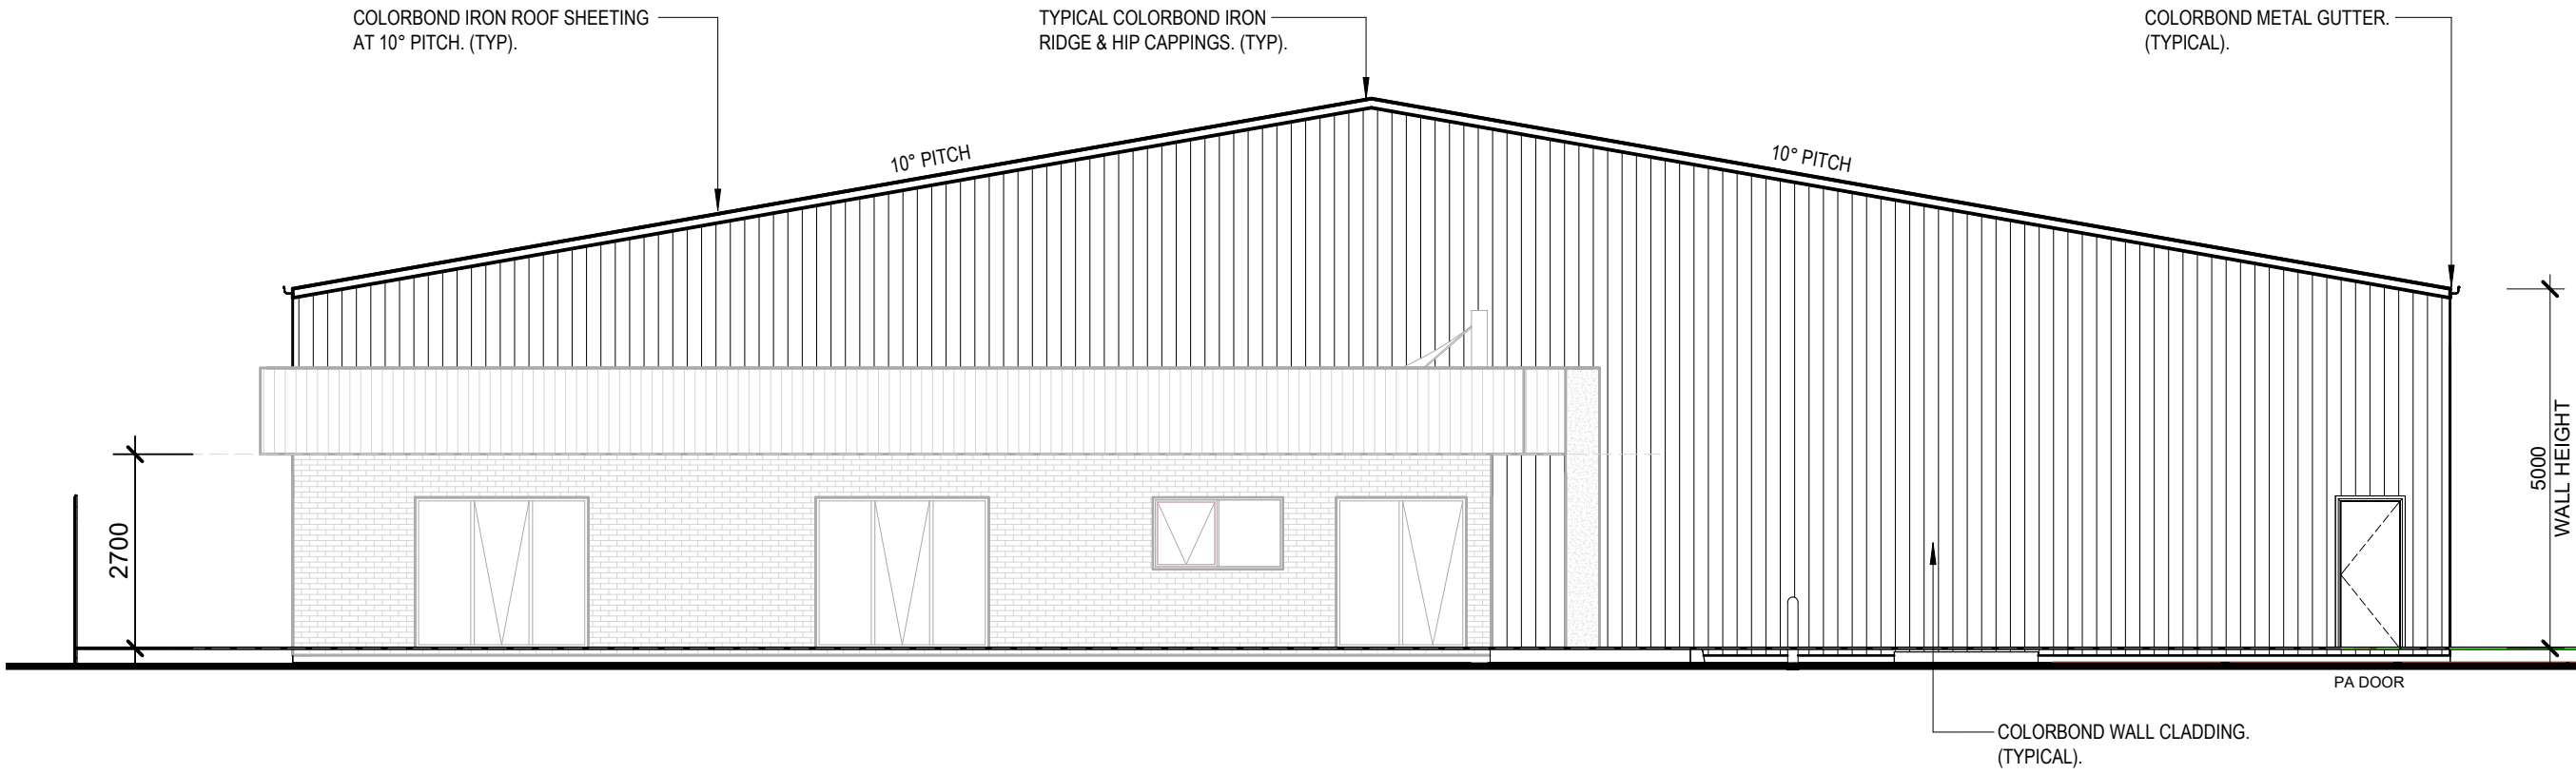 COLORBOND IRON ROOF SHEETING
AT 10° PITCH. (TYP).
TYPICAL COLORBOND IRON
RIDGE & HIP CAPPINGS. (TYP).
COLORBOND METAL GUTTER.
(TYPICAL).
10° PITCH
10° PITCH
2700
5000
WALL HEIGHT
PA DOOR
COLORBOND WALL CLADDING.
(TYPICAL).